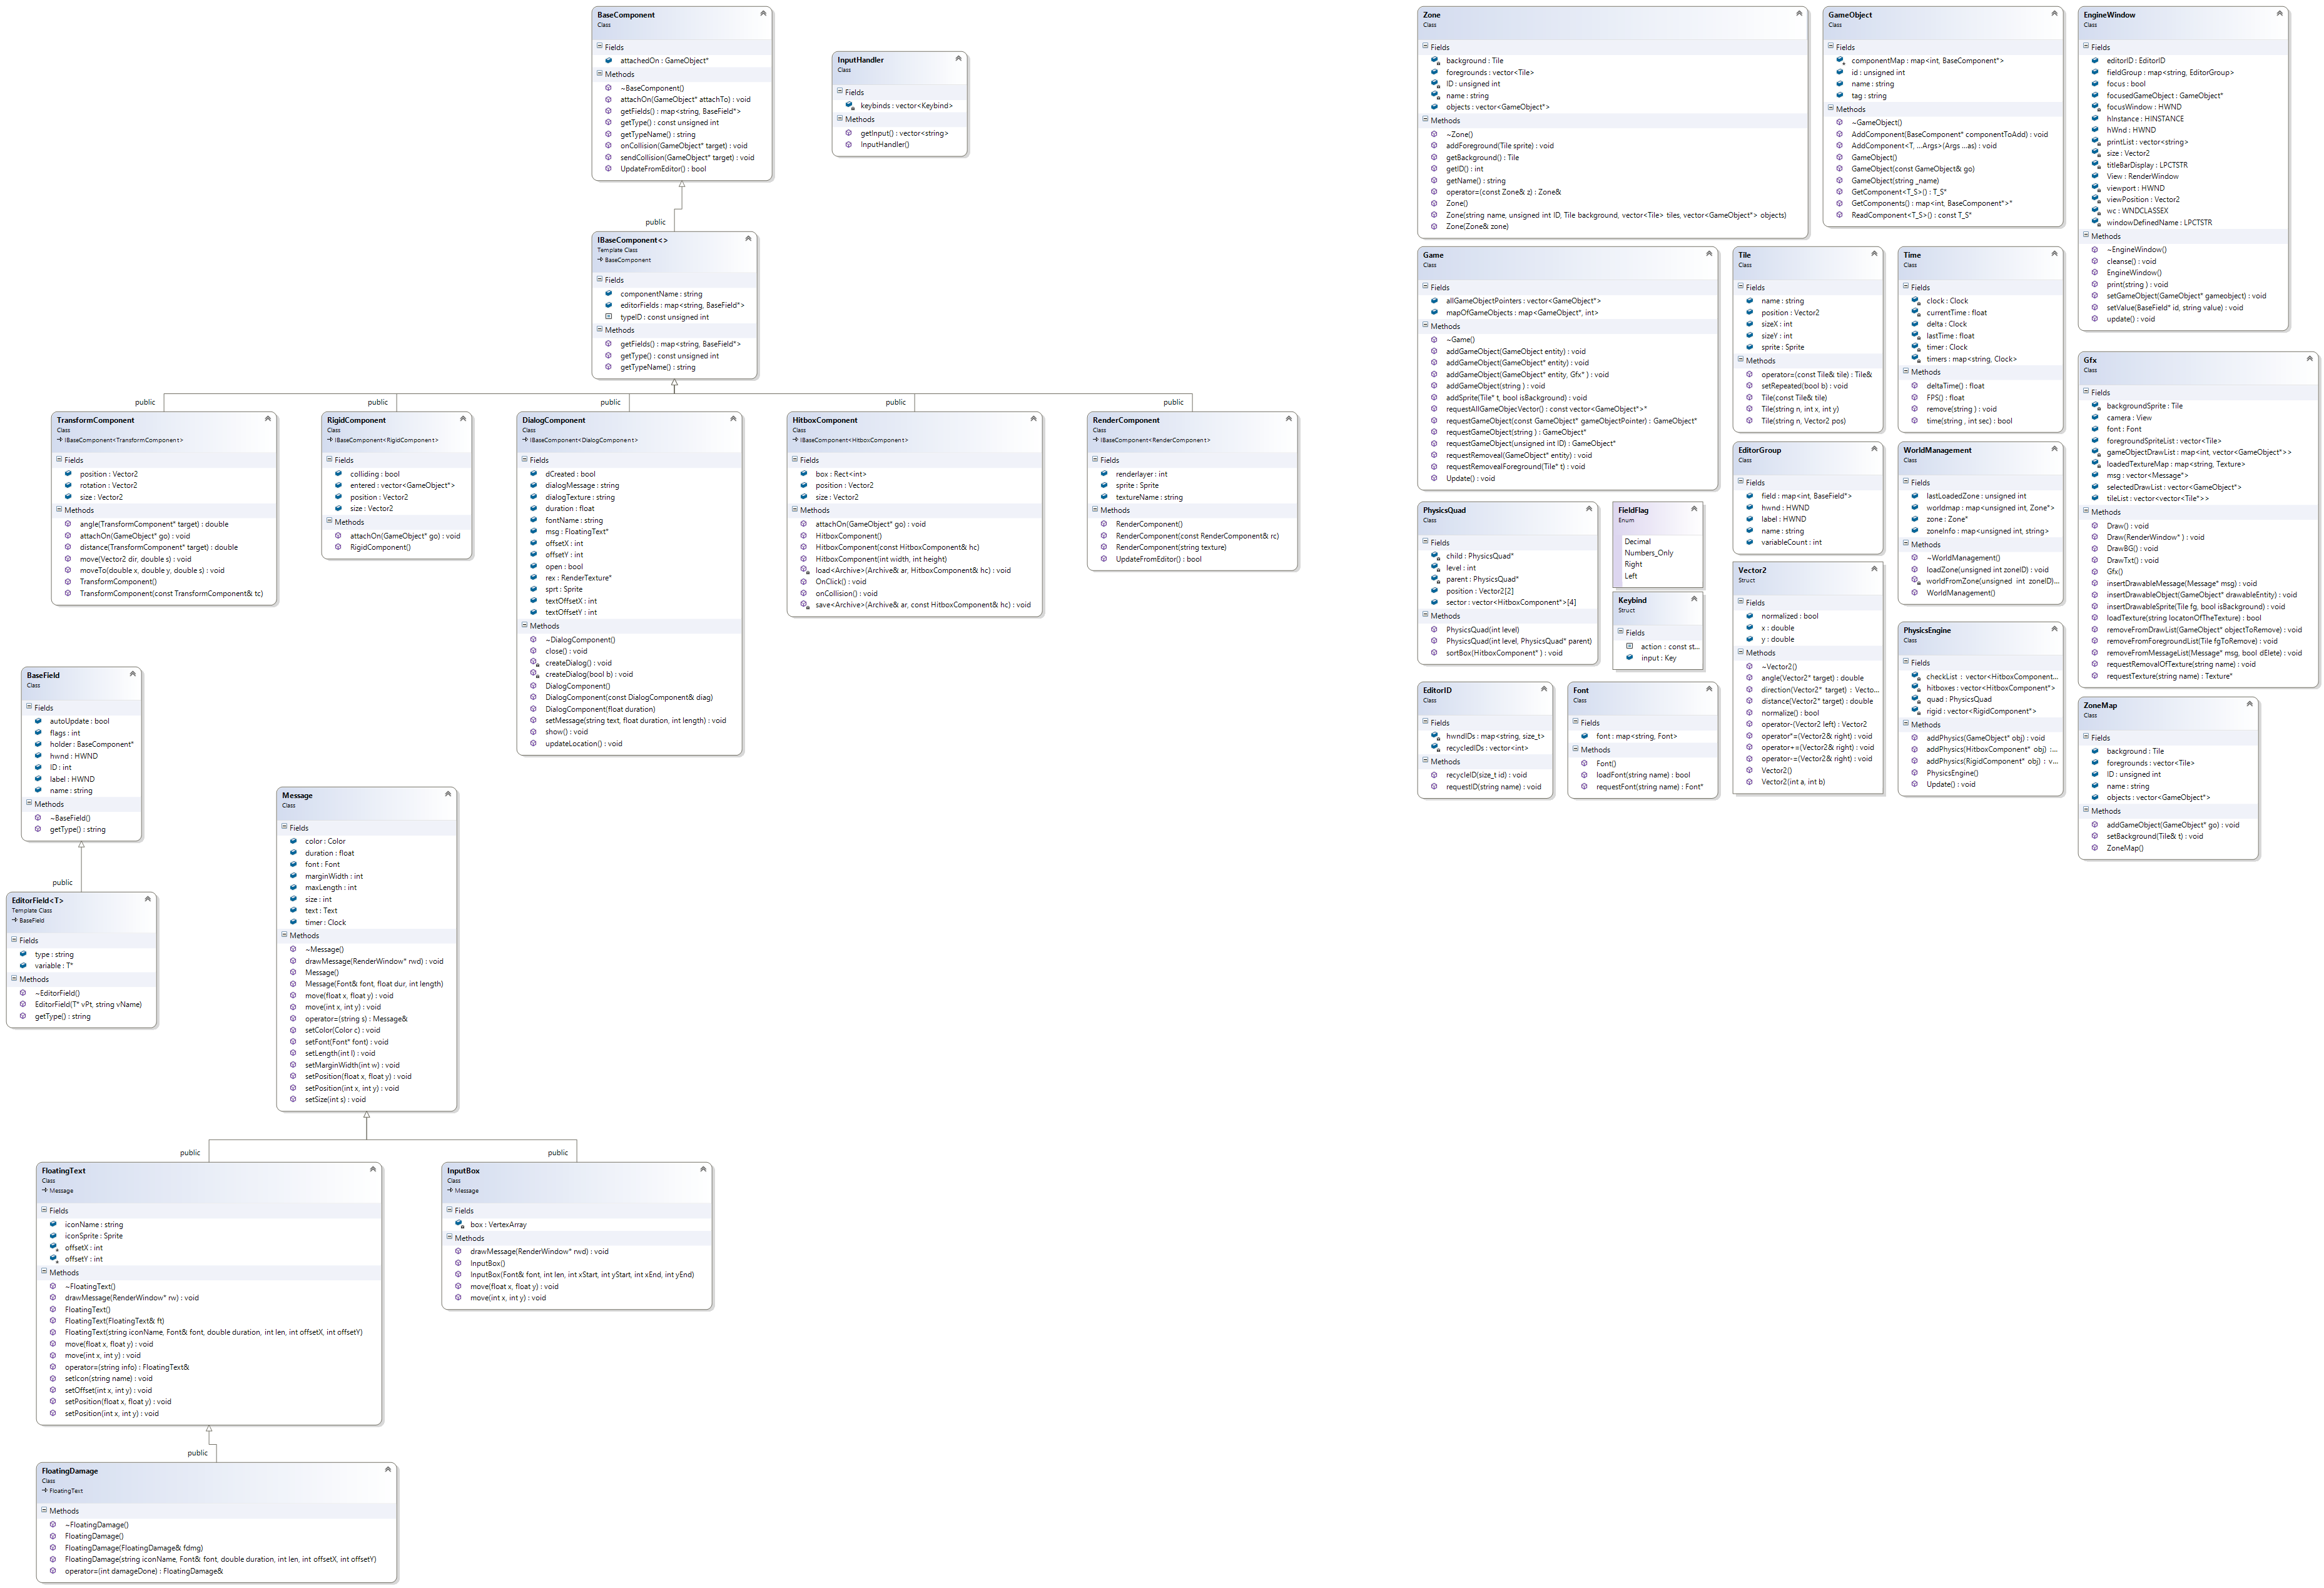 BaseComponent
Class
Fields
attachedOn : GameObject*
Methods
~BaseComponent()
attachOn(GameObject* attachTo) : void
getFields() : map<string, BaseField*>
getType() : const unsigned int
getTypeName() : string
onCollision(GameObject* target) : void
sendCollision(GameObject* target) : void
UpdateFromEditor() : bool
InputHandler
Class
Fields
keybinds : vector<Keybind>
Methods
getInput() : vector<string>
InputHandler()
public
IBaseComponent<>
Template Class
BaseComponent
Fields
componentName : string
editorFields : map<string, BaseField*>
typeID : const unsigned int
Methods
getFields() : map<string, BaseField*>
getType() : const unsigned int
getTypeName() : string
public
public
public
public
public
TransformComponent
Class
IBaseComponent<TransformComponent>
Fields
position : Vector2
rotation : Vector2
size : Vector2
Methods
angle(TransformComponent* target) : double
attachOn(GameObject* go) : void
distance(TransformComponent* target) : double
move(Vector2 dir, double s) : void
moveTo(double x, double y, double s) : void
TransformComponent()
TransformComponent(const TransformComponent& tc)
RigidComponent
Class
IBaseComponent<RigidComponent>
Fields
colliding : bool
entered : vector<GameObject*>
position : Vector2
size : Vector2
Methods
attachOn(GameObject* go) : void
RigidComponent()
DialogComponent
Class
IBaseComponent<DialogComponent>
Fields
dCreated : bool
dialogMessage : string
dialogTexture : string
duration : float
fontName : string
msg : FloatingText*
offsetX : int
offsetY : int
open : bool
rex : RenderTexture*
sprt : Sprite
textOffsetX : int
textOffsetY : int
Methods
~DialogComponent()
close() : void
createDialog() : void
createDialog(bool b) : void
DialogComponent()
DialogComponent(const DialogComponent& diag)
DialogComponent(float duration)
setMessage(string text, float duration, int length) : void
show() : void
updateLocation() : void
HitboxComponent
Class
IBaseComponent<HitboxComponent>
Fields
box : Rect<int>
position : Vector2
size : Vector2
Methods
attachOn(GameObject* go) : void
HitboxComponent()
HitboxComponent(const HitboxComponent& hc)
HitboxComponent(int width, int height)
load<Archive>(Archive& ar, HitboxComponent& hc) : void
OnClick() : void
onCollision() : void
save<Archive>(Archive& ar, const HitboxComponent& hc) : void
RenderComponent
Class
IBaseComponent<RenderComponent>
Fields
renderlayer : int
sprite : Sprite
textureName : string
Methods
RenderComponent()
RenderComponent(const RenderComponent& rc)
RenderComponent(string texture)
UpdateFromEditor() : bool
BaseField
Class
Fields
autoUpdate : bool
flags : int
holder : BaseComponent*
hwnd : HWND
ID : int
label : HWND
name : string
Methods
~BaseField()
getType() : string
public
EditorField<T>
Template Class
BaseField
Fields
type : string
variable : T*
Methods
~EditorField()
EditorField(T* vPt, string vName)
getType() : string
Message
Class
Fields
color : Color
duration : float
font : Font
marginWidth : int
maxLength : int
size : int
text : Text
timer : Clock
Methods
~Message()
drawMessage(RenderWindow* rwd) : void
Message()
Message(Font& font, float dur, int length)
move(float x, float y) : void
move(int x, int y) : void
operator=(string s) : Message&
setColor(Color c) : void
setFont(Font* font) : void
setLength(int l) : void
setMarginWidth(int w) : void
setPosition(float x, float y) : void
setPosition(int x, int y) : void
setSize(int s) : void
public
public
FloatingText
Class
Message
Fields
iconName : string
iconSprite : Sprite
offsetX : int
offsetY : int
Methods
~FloatingText()
drawMessage(RenderWindow* rw) : void
FloatingText()
FloatingText(FloatingText& ft)
FloatingText(string iconName, Font& font, double duration, int len, int offsetX, int offsetY)
move(float x, float y) : void
move(int x, int y) : void
operator=(string info) : FloatingText&
setIcon(string name) : void
setOffset(int x, int y) : void
setPosition(float x, float y) : void
setPosition(int x, int y) : void
InputBox
Class
Message
Fields
box : VertexArray
Methods
drawMessage(RenderWindow* rwd) : void
InputBox()
InputBox(Font& font, int len, int xStart, int yStart, int xEnd, int yEnd)
move(float x, float y) : void
move(int x, int y) : void
public
FloatingDamage
Class
FloatingText
Methods
~FloatingDamage()
FloatingDamage()
FloatingDamage(FloatingDamage& fdmg)
FloatingDamage(string iconName, Font& font, double duration, int len, int offsetX, int offsetY)
operator=(int damageDone) : FloatingDamage&
Zone
Class
Fields
background : Tile
foregrounds : vector<Tile>
ID : unsigned int
name : string
objects : vector<GameObject*>
Methods
~Zone()
addForeground(Tile sprite) : void
getBackground() : Tile
getID() : int
getName() : string
operator=(const Zone& z) : Zone&
Zone()
Zone(string name, unsigned int ID, Tile background, vector<Tile> tiles, vector<GameObject*> objects)
Zone(Zone& zone)
GameObject
Class
Fields
componentMap : map<int, BaseComponent*>
id : unsigned int
name : string
tag : string
Methods
~GameObject()
AddComponent(BaseComponent* componentToAdd) : void
AddComponent<T, ...Args>(Args ...as) : void
GameObject()
GameObject(const GameObject& go)
GameObject(string _name)
GetComponent<T_S>() : T_S*
GetComponents() : map<int, BaseComponent*>*
ReadComponent<T_S>() : const T_S*
EngineWindow
Class
Fields
editorID : EditorID
fieldGroup : map<string, EditorGroup>
focus : bool
focusedGameObject : GameObject*
focusWindow : HWND
hInstance : HINSTANCE
hWnd : HWND
printList : vector<string>
size : Vector2
titleBarDisplay : LPCTSTR
View : RenderWindow
viewport : HWND
viewPosition : Vector2
wc : WNDCLASSEX
windowDefinedName : LPCTSTR
Methods
~EngineWindow()
cleanse() : void
EngineWindow()
print(string ) : void
setGameObject(GameObject* gameobject) : void
setValue(BaseField* id, string value) : void
update() : void
Game
Class
Fields
allGameObjectPointers : vector<GameObject*>
mapOfGameObjects : map<GameObject*, int>
Methods
~Game()
addGameObject(GameObject entity) : void
addGameObject(GameObject* entity) : void
addGameObject(GameObject* entity, Gfx* ) : void
addGameObject(string ) : void
addSprite(Tile* t, bool isBackground) : void
requestAllGameObjecVector() : const vector<GameObject*>*
requestGameObject(const GameObject* gameObjectPointer) : GameObject*
requestGameObject(string ) : GameObject*
requestGameObject(unsigned int ID) : GameObject*
requestRemoveal(GameObject* entity) : void
requestRemovealForeground(Tile* t) : void
Update() : void
Tile
Class
Fields
name : string
position : Vector2
sizeX : int
sizeY : int
sprite : Sprite
Methods
operator=(const Tile& tile) : Tile&
setRepeated(bool b) : void
Tile(const Tile& tile)
Tile(string n, int x, int y)
Tile(string n, Vector2 pos)
Time
Class
Fields
clock : Clock
currentTime : float
delta : Clock
lastTime : float
timer : Clock
timers : map<string, Clock>
Methods
deltaTime() : float
FPS() : float
remove(string ) : void
time(string , int sec) : bool
Gfx
Class
Fields
backgroundSprite : Tile
camera : View
font : Font
foregroundSpriteList : vector<Tile>
gameObjectDrawList : map<int, vector<GameObject*>>
loadedTextureMap : map<string, Texture>
msg : vector<Message*>
selectedDrawList : vector<GameObject*>
tileList : vector<vector<Tile*>>
Methods
Draw() : void
Draw(RenderWindow* ) : void
DrawBG() : void
DrawTxt() : void
Gfx()
insertDrawableMessage(Message* msg) : void
insertDrawableObject(GameObject* drawableEntity) : void
insertDrawableSprite(Tile fg, bool isBackground) : void
loadTexture(string locatonOfTheTexture) : bool
removeFromDrawList(GameObject* objectToRemove) : void
removeFromForegroundList(Tile fgToRemove) : void
removeFromMessageList(Message* msg, bool dElete) : void
requestRemovalOfTexture(string name) : void
requestTexture(string name) : Texture*
EditorGroup
Class
Fields
field : map<int, BaseField*>
hwnd : HWND
label : HWND
name : string
variableCount : int
WorldManagement
Class
Fields
lastLoadedZone : unsigned int
worldmap : map<unsigned int, Zone*>
zone : Zone*
zoneInfo : map<unsigned int, string>
Methods
~WorldManagement()
loadZone(unsigned int zoneID) : void
worldFromZone(unsigned int zoneID)...
WorldManagement()
PhysicsQuad
Class
Fields
child : PhysicsQuad*
level : int
parent : PhysicsQuad*
position : Vector2[2]
sector : vector<HitboxComponent*>[4]
Methods
PhysicsQuad(int level)
PhysicsQuad(int level, PhysicsQuad* parent)
sortBox(HitboxComponent* ) : void
FieldFlag
Enum
Decimal
Numbers_Only
Right
Left
Keybind
Struct
Fields
action : const st...
input : Key
Vector2
Struct
Fields
normalized : bool
x : double
y : double
Methods
~Vector2()
angle(Vector2* target) : double
direction(Vector2* target) : Vecto...
distance(Vector2* target) : double
normalize() : bool
operator-(Vector2 left) : Vector2
operator*=(Vector2& right) : void
operator+=(Vector2& right) : void
operator-=(Vector2& right) : void
Vector2()
Vector2(int a, int b)
PhysicsEngine
Class
Fields
checkList : vector<HitboxComponent...
hitboxes : vector<HitboxComponent*>
quad : PhysicsQuad
rigid : vector<RigidComponent*>
Methods
addPhysics(GameObject* obj) : void
addPhysics(HitboxComponent* obj) :...
addPhysics(RigidComponent* obj) : v...
PhysicsEngine()
Update() : void
EditorID
Class
Fields
hwndIDs : map<string, size_t>
recycledIDs : vector<int>
Methods
recycleID(size_t id) : void
requestID(string name) : void
Font
Class
Fields
font : map<string, Font>
Methods
Font()
loadFont(string name) : bool
requestFont(string name) : Font*
ZoneMap
Class
Fields
background : Tile
foregrounds : vector<Tile>
ID : unsigned int
name : string
objects : vector<GameObject*>
Methods
addGameObject(GameObject* go) : void
setBackground(Tile& t) : void
ZoneMap()